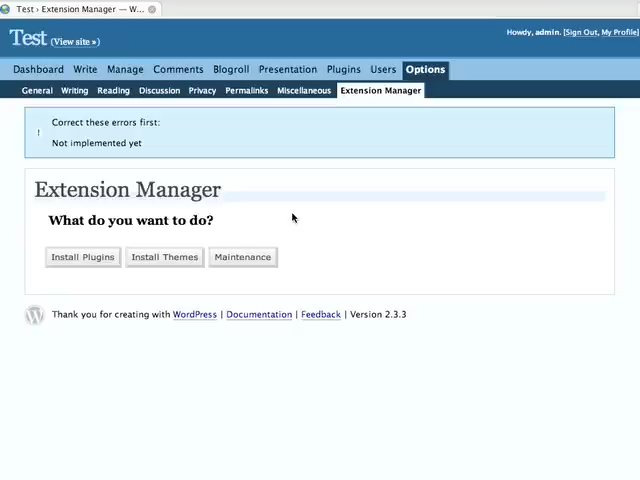 Test › Extension Manager — W...
Test (View site »)
Howdy, admin. [Sign Out, My Profile]
Dashboard Write Manage Comments Blogroll Presentation Plugins Users Options
General Writing Reading Discussion Privacy Permalinks Miscellaneous Extension Manager
! Correct these errors first:
Not implemented yet
Extension Manager
What do you want to do?
Install Plugins Install Themes Maintenance
Thank you for creating with WordPress | Documentation | Feedback | Version 2.3.3